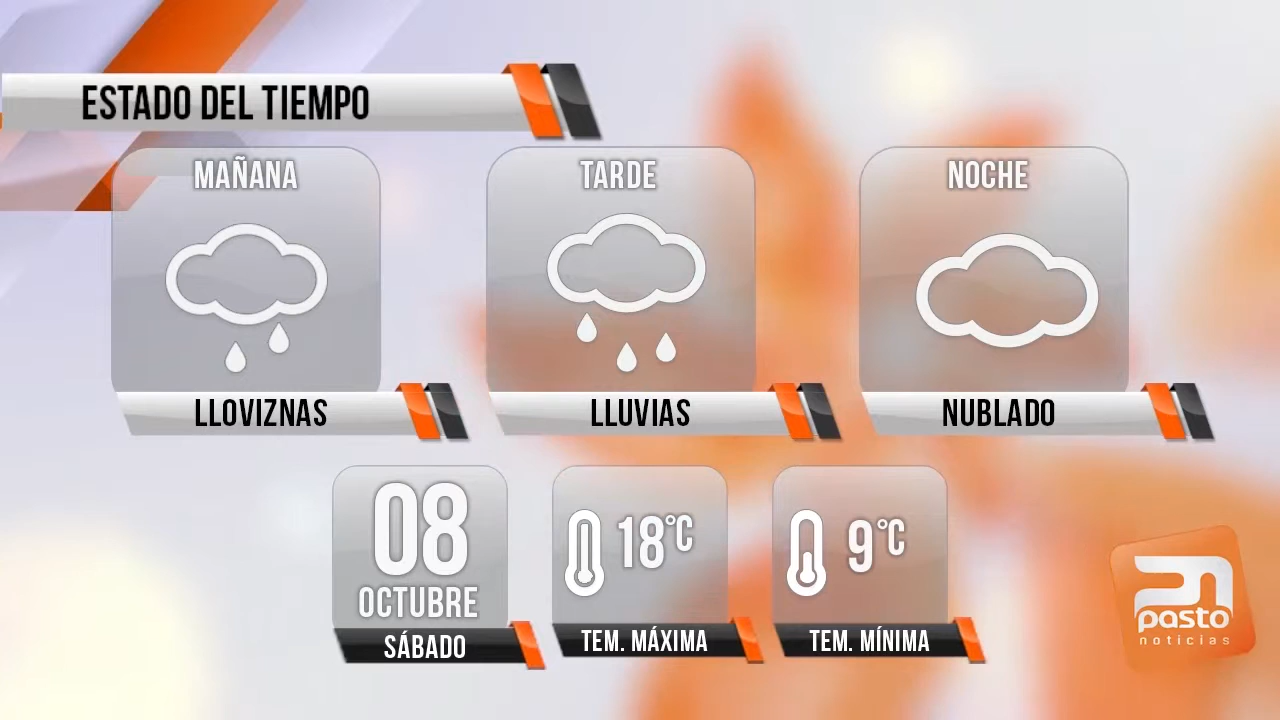 ESTADO DEL TIEMPO
MAÑANA
TARDE
NOCHE
LLOVIZNAS
LLUVIAS
NUBLADO
08
OCTUBRE
SÁBADO
18°C
TEM. MÁXIMA
9°C
TEM. MÍNIMA
pasto
noticias